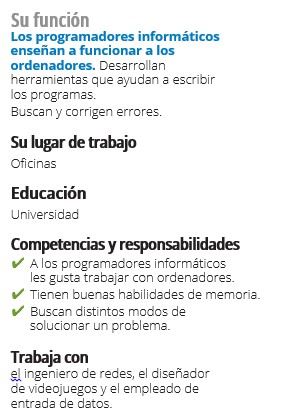 Su función
Los programadores informáticos
enseñan a funcionar a los
ordenadores. Desarrollan
herramientas que ayudan a escribir
los programas.
Buscan y corrigen errores.
Su lugar de trabajo
Oficinas
Educación
Universidad
Competencias y responsabilidades
✔ A los programadores informáticos
les gusta trabajar con ordenadores.
✔ Tienen buenas habilidades de memoria.
✔ Buscan distintos modos de
solucionar un problema.
Trabaja con
el ingeniero de redes, el diseñador
de videojuegos y el empleado de
entrada de datos.